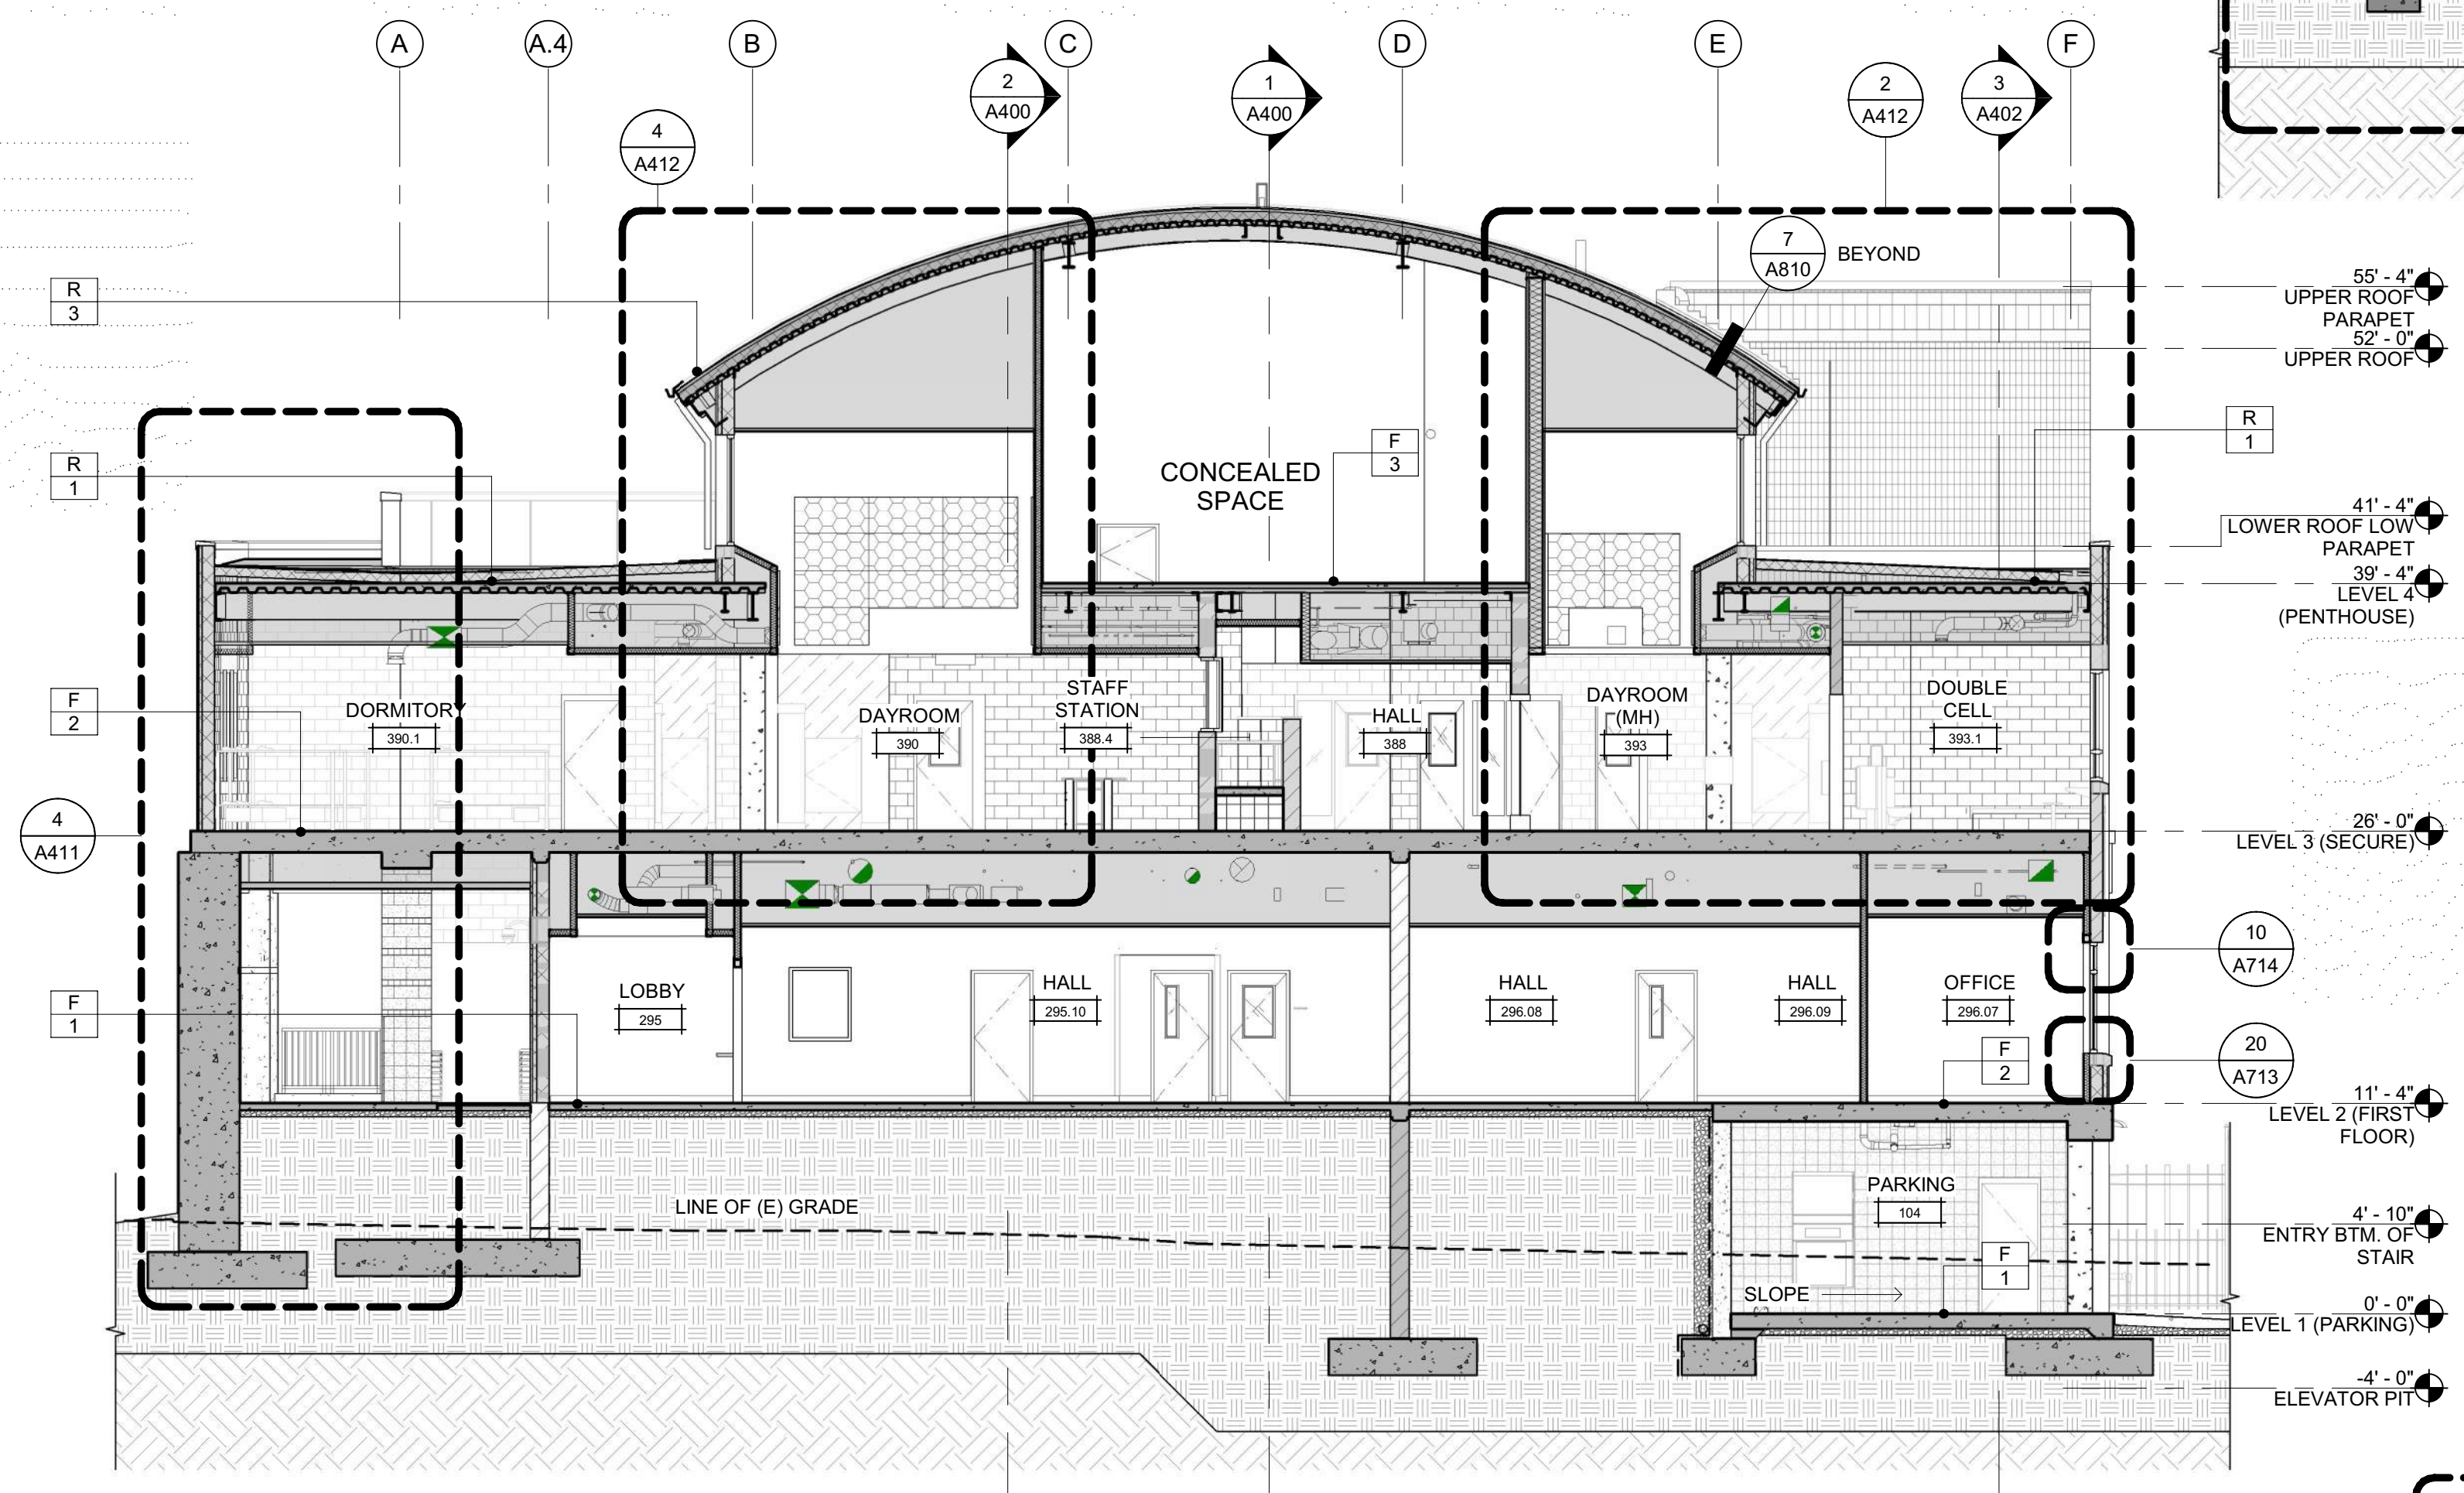 A
A.4
B
C
D
E
F
2
A400
1
A400
2
A412
3
A402
4
A412
7
A810
BEYOND
R
3
55' - 4"
UPPER ROOF
PARAPET
52' - 0"
UPPER ROOF
R
1
F
3
CONCEALED
SPACE
R
1
41' - 4"
LOWER ROOF LOW
PARAPET
39' - 4"
LEVEL 4
(PENTHOUSE)
F
2
DORMITORY
390.1
DAYROOM
390
STAFF
STATION
388.4
HALL
388
DAYROOM
(MH)
393
DOUBLE
CELL
393.1
4
A411
26' - 0"
LEVEL 3 (SECURE)
10
A714
F
1
LOBBY
295
HALL
295.10
HALL
296.08
HALL
296.09
OFFICE
296.07
F
2
20
A713
11' - 4"
LEVEL 2 (FIRST
FLOOR)
LINE OF (E) GRADE
PARKING
104
4' - 10"
ENTRY BTM. OF
STAIR
F
1
SLOPE
0' - 0"
LEVEL 1 (PARKING)
-4' - 0"
ELEVATOR PIT